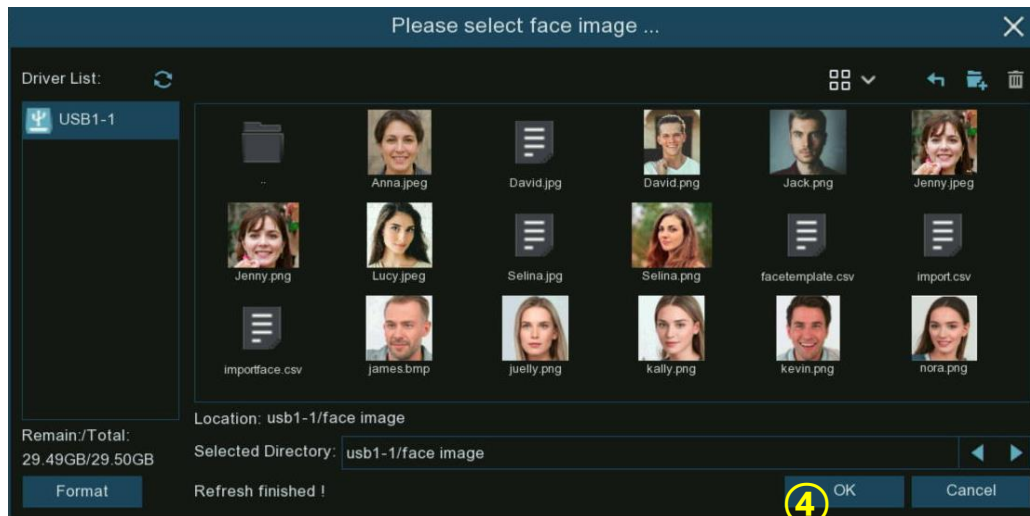 Please select face image ...
Driver List:
USB1-1
..
Anna.jpeg
David.jpg
David.png
Jack.png
Jenny.jpeg
Jenny.png
Lucy.jpeg
Selina.jpg
Selina.png
facetemplate.csv
import.csv
importface.csv
james.bmp
juelly.png
kally.png
kevin.png
nora.png
Location: usb1-1/face image
Remain:/Total:
29.49GB/29.50GB
Selected Directory: usb1-1/face image
Format
Refresh finished !
④ OK
Cancel